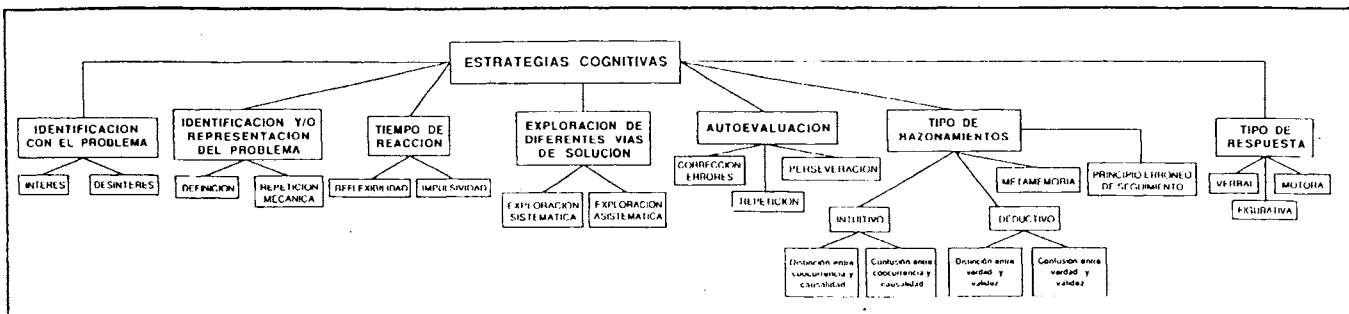 ESTRATEGIAS COGNITIVAS
IDENTIFICACION
CON EL PROBLEMA
INTERES
DESINTERES
IDENTIFICACION Y/O
REPRESENTACION
DEL PROBLEMA
DEFINICION
REPETICION
MECANICA
TIEMPO DE
REACCION
REFLEXIBILIDAD
IMPULSIVIDAD
EXPLORACION DE
DIFERENTES VIAS
DE SOLUCION
EXPLORACION
SISTEMATICA
EXPLORACION
ASISTEMATICA
AUTOEVALUACION
CORRECCION
ERRORES
REPETICION
PERSEVERACION
TIPO DE
RAZONAMIENTOS
INTUITIVO
Distinción entre
coocurrencia y
causalidad
Confusión entre
coocurrencia y
causalidad
DEDUCTIVO
Distinción entre
verdad y
validez
Confusión entre
verdad y
validez
METAMEMORIA
PRINCIPIO ERRONEO
DE SEGUIMIENTO
TIPO DE
RESPUESTA
VERBAL
FIGURATIVA
MOTORA